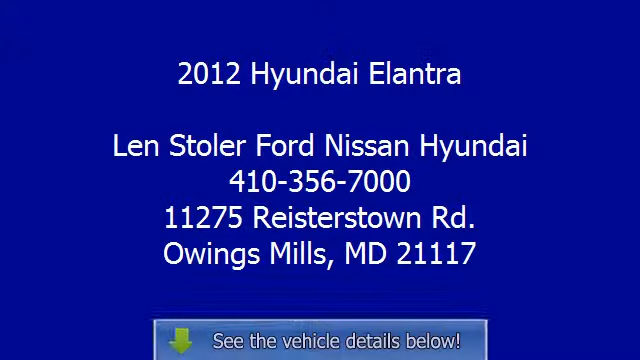 2012 Hyundai Elantra
Len Stoler Ford Nissan Hyundai
410-356-7000
11275 Reisterstown Rd.
Owings Mills, MD 21117
See the vehicle details below!